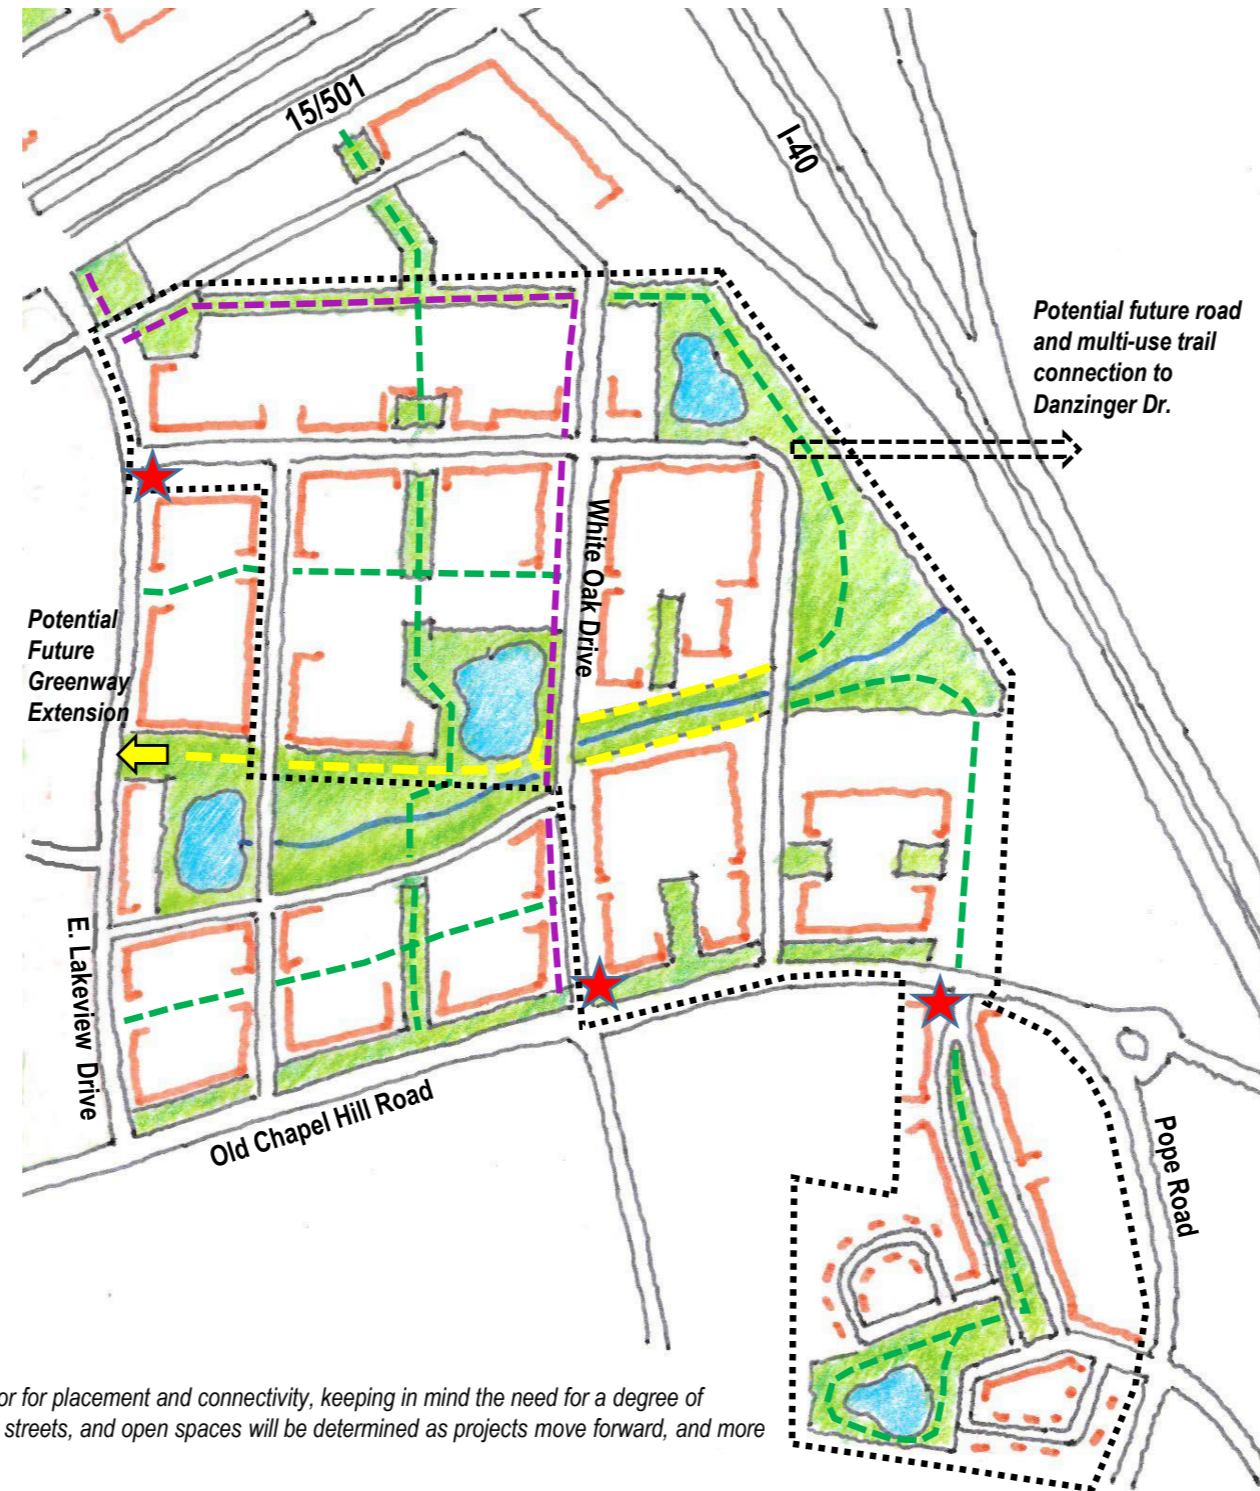 15/501
I-40
Potential future road
and multi-use trail
connection to
Danzinger Dr.
White Oak Drive
Potential
Future
Greenway
Extension
E. Lakeview Drive
Old Chapel Hill Road
Pope Road
or for placement and connectivity, keeping in mind the need for a degree of
streets, and open spaces will be determined as projects move forward, and more